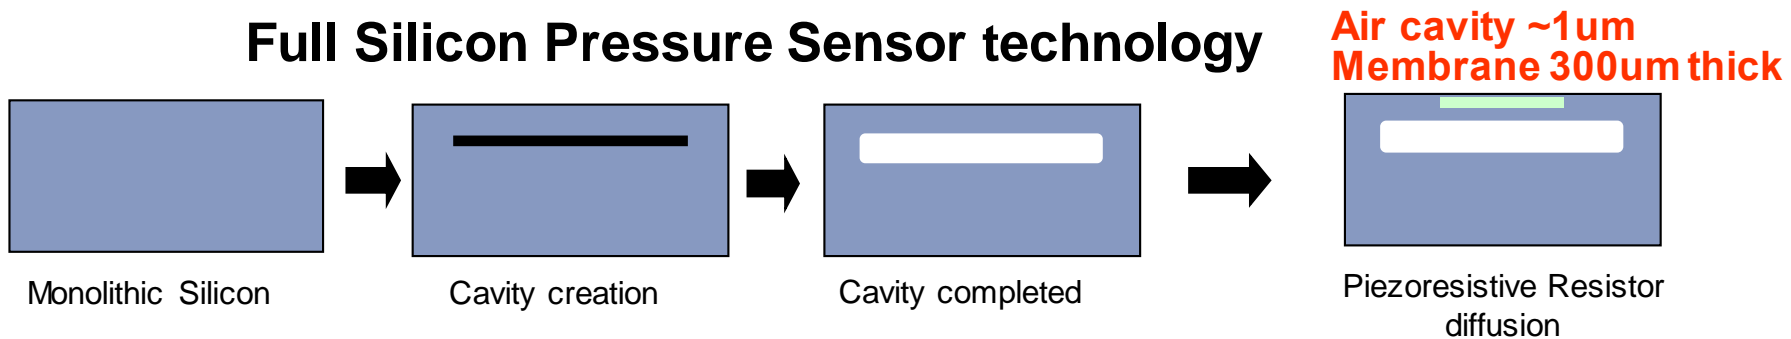 Full Silicon Pressure Sensor technology
Air cavity ~1um
Membrane 300um thick
Monolithic Silicon
Cavity creation
Cavity completed
Piezoresistive Resistor
diffusion